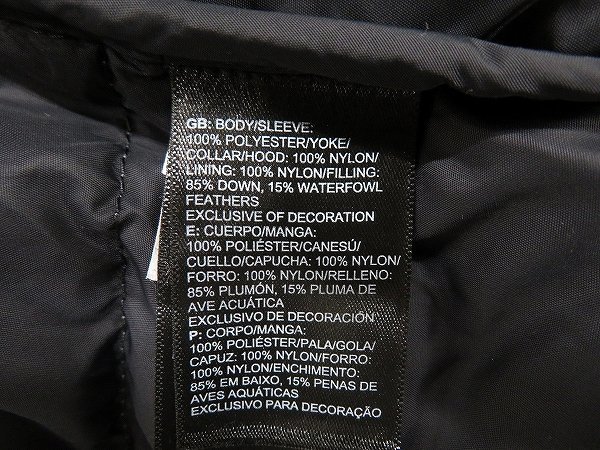 GB: BODY/SLEEVE:
100% POLYESTER/YOKE/
COLLAR/HOOD: 100% NYLON/
LINING: 100% NYLON/FILLING:
85% DOWN, 15% WATERFOWL
FEATHERS
EXCLUSIVE OF DECORATION
E: CUERPO/MANGA:
100% POLIÉSTER/CANESÚ/
CUELLO/CAPUCHA: 100% NYLON/
FORRO: 100% NYLON/RELLENO:
85% PLUMÓN, 15% PLUMA DE
AVE ACUÁTICA
EXCLUSIVO DE DECORACIÓN
P: CORPO/MANGA:
100% POLIÉSTER/PALA/GOLA/
CAPUZ: 100% NYLON/FORRO:
100% NYLON/ENCHIMENTO:
85% EM BAIXO, 15% PENAS DE
AVES AQUÁTICAS
EXCLUSIVO PARA DECORAÇÃO